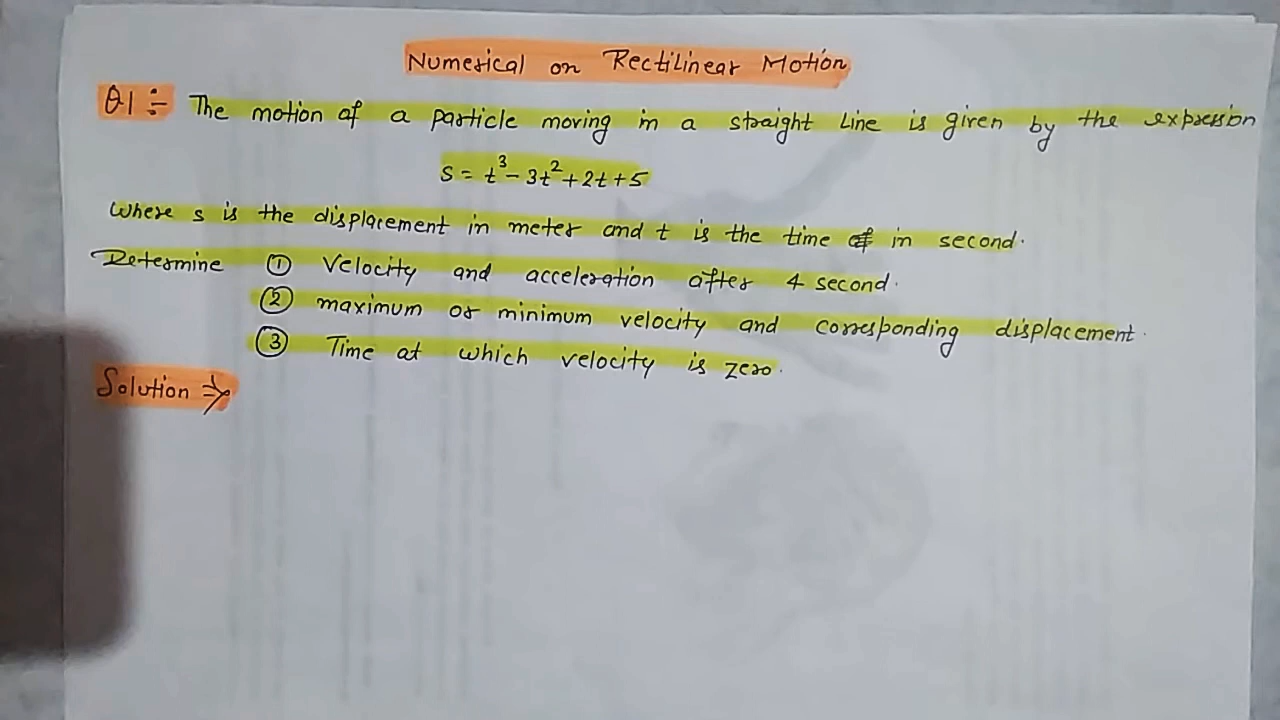 Numerical on Rectilinear Motion
Q1 ÷ The motion of a particle moving in a straight Line is given by the expression
S = t³ - 3t² + 2t + 5
Where s is the displacement in meter and t is the time in second.
Determine ① Velocity and acceleration after 4 second.
② maximum or minimum velocity and corresponding displacement.
③ Time at which velocity is zero.
Solution ⇒